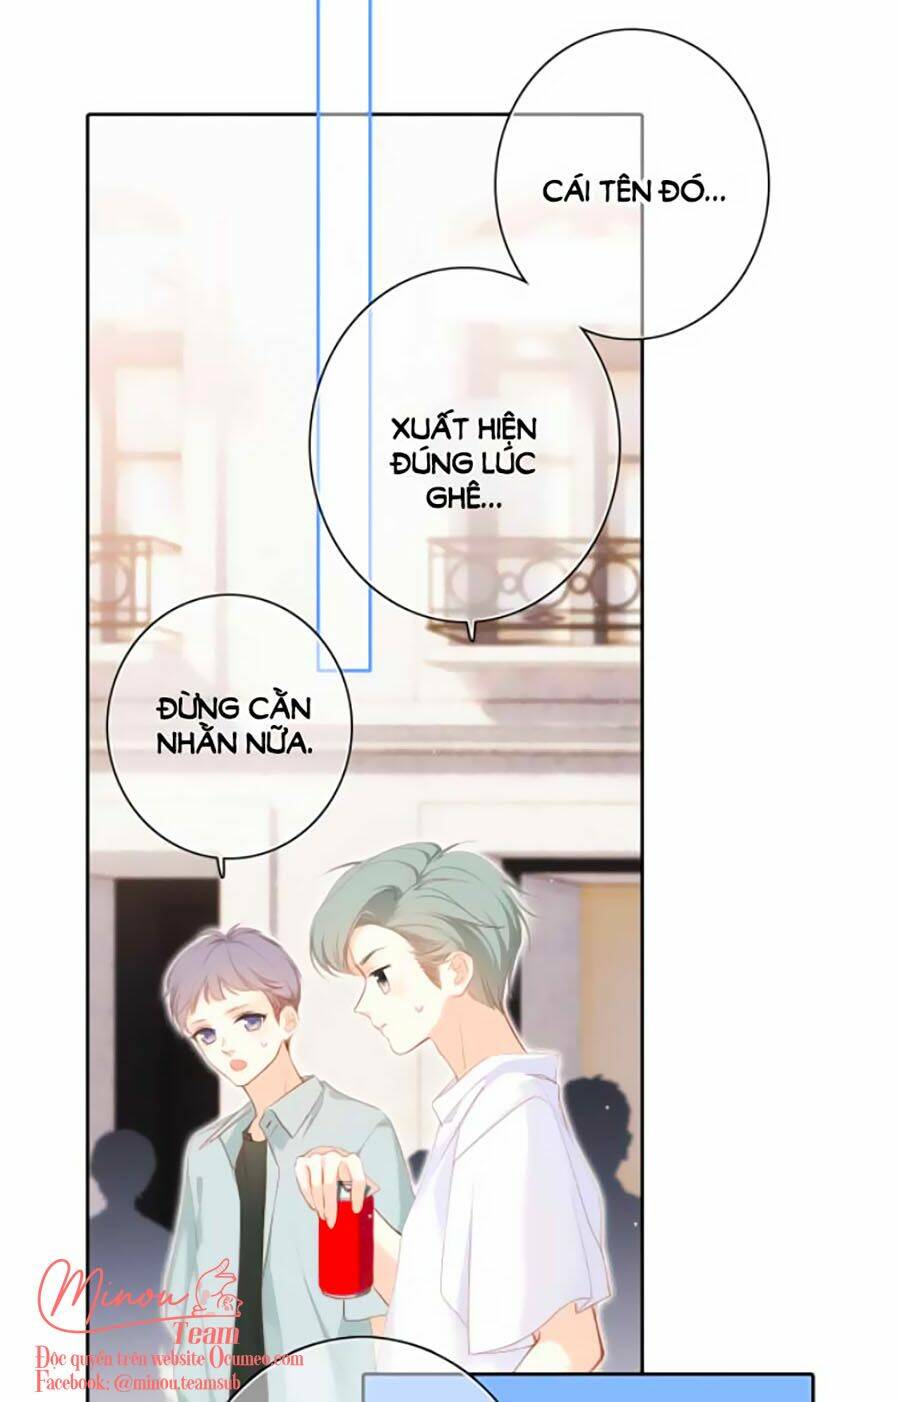 CÁI TÊN ĐÓ...
XUẤT HIỆN
ĐÚNG LÚC
GHÊ...
ĐỪNG CẰN
NHẰN NỮA.
Minou
Team
Độc quyền trên website Ocumeo.com
Facebook: @minou.teamsub